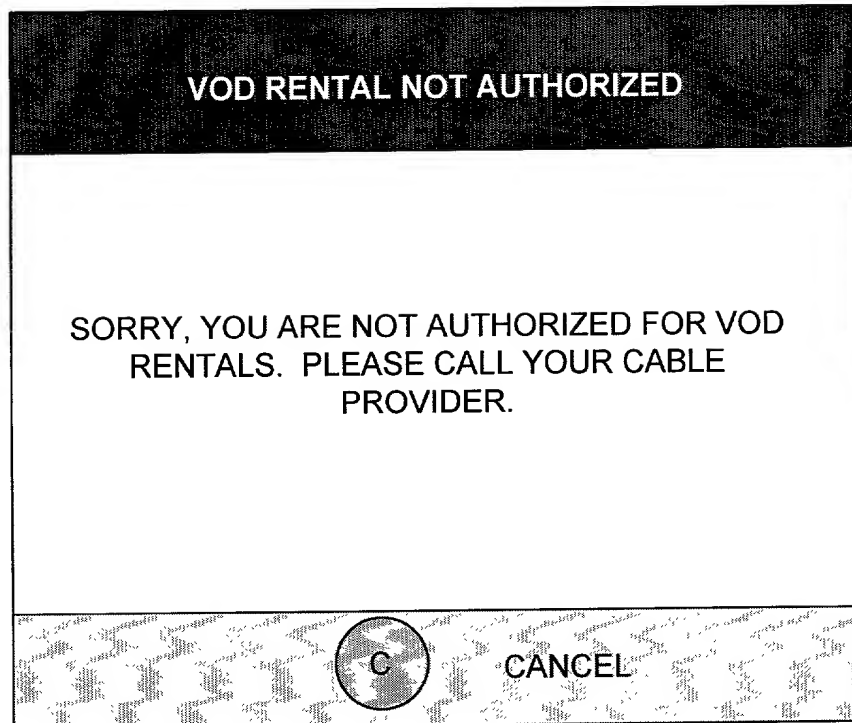 VOD RENTAL NOT AUTHORIZED
SORRY, YOU ARE NOT AUTHORIZED FOR VOD
RENTALS.  PLEASE CALL YOUR CABLE
PROVIDER.
C CANCEL